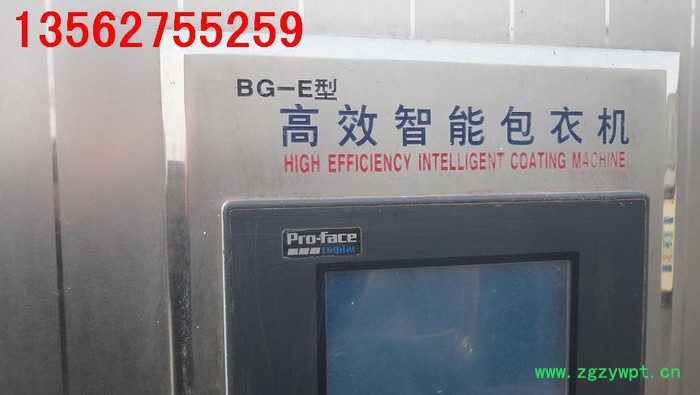 13562755259
BG-E型
高效智能包衣机
HIGH EFFICIENCY INTELLIGENT COATING MACHINE
Pro-face
DIGITAL
www.zgzywpt.cn